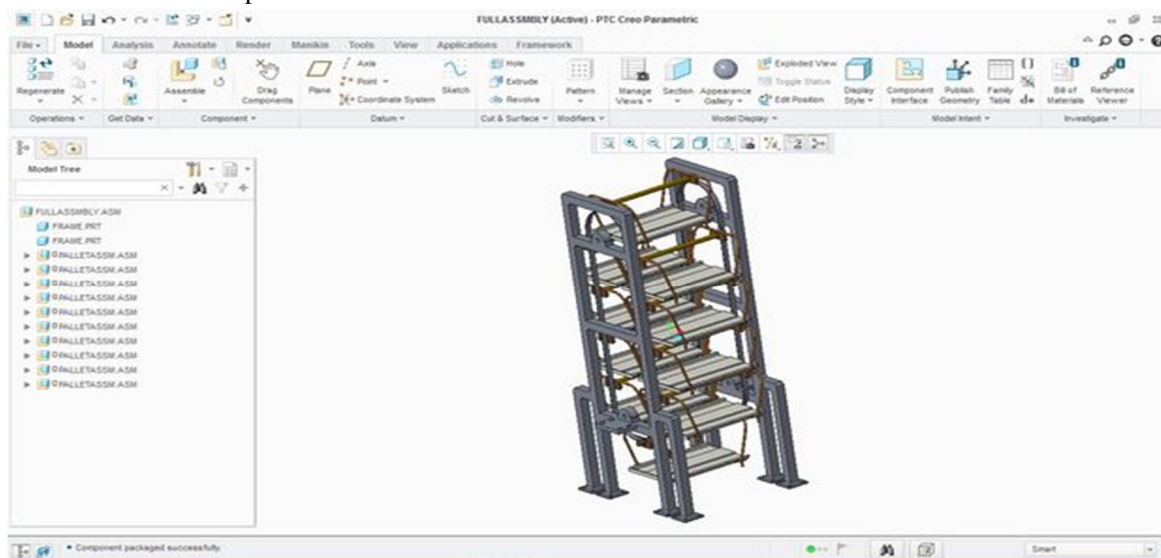 FULLASSMBLY (Active) - PTC Creo Parametric
File Model Analysis Annotate Render Manikin Tools View Applications Framework
Regenerate
Assemble
Drag Components
Plane
Axis
Point
Coordinate System
Sketch
Hole
Extrude
Revolve
Pattern
Manage Views
Section
Appearance Gallery
Exploded View
Toggle Status
Edit Position
Display Style
Component Interface
Publish Geometry
Family Table
d=
Bill of Materials
Reference Viewer
Operations Get Data Component Datum Cut & Surface Modifiers Model Display Model Intent Investigate
Model Tree
FULLASSMBLY.ASM
FRAME.PRT
FRAME.PRT
PALLETASSM.ASM
PALLETASSM.ASM
PALLETASSM.ASM
PALLETASSM.ASM
PALLETASSM.ASM
PALLETASSM.ASM
PALLETASSM.ASM
PALLETASSM.ASM
PALLETASSM.ASM
PALLETASSM.ASM
• Component packaged successfully.
Smart